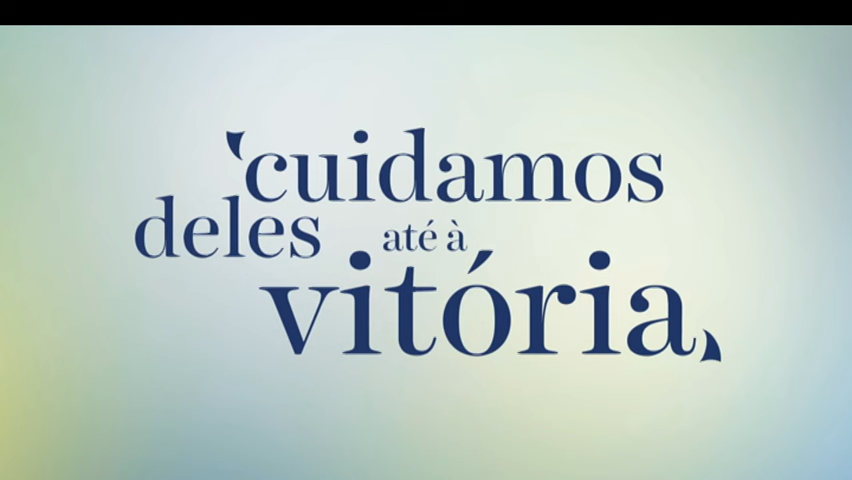 ‘cuidamos
deles até à
vitória,